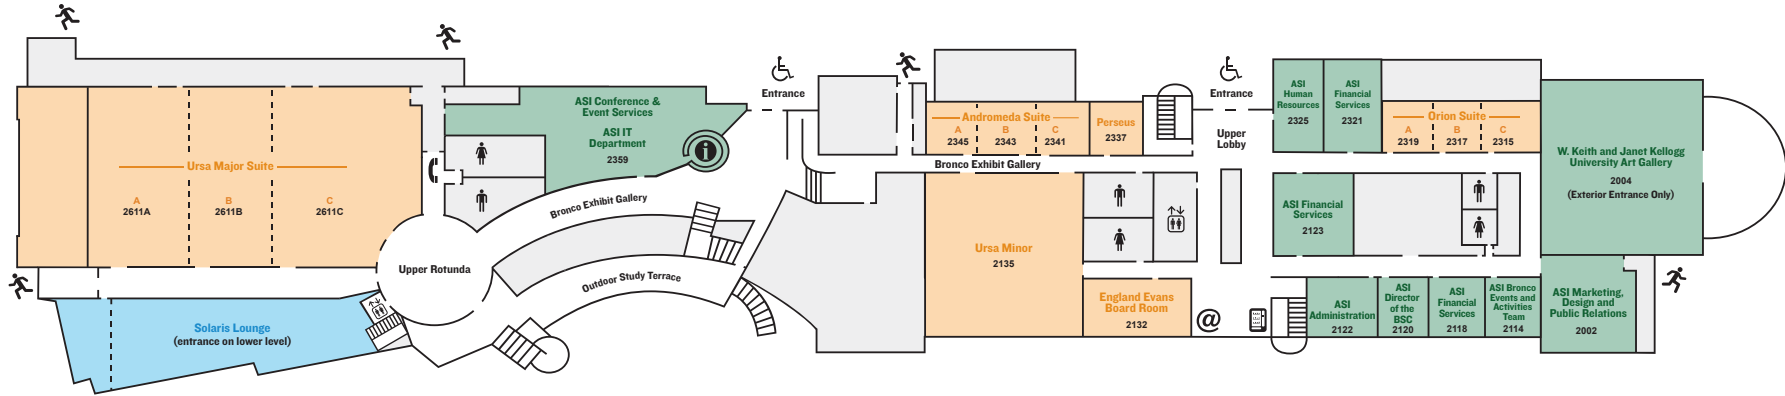 Ursa Major Suite
A
2611A
B
2611B
C
2611C
Solaris Lounge
(entrance on lower level)
Upper Rotunda
ASI Conference &
Event Services
ASI IT
Department
2359
i
Bronco Exhibit Gallery
Outdoor Study Terrace
Entrance
Andromeda Suite
A
2345
B
2343
C
2341
Perseus
2337
Bronco Exhibit Gallery
Ursa Minor
2135
England Evans
Board Room
2132
@
Entrance
Upper
Lobby
ASI
Human
Resources
2325
ASI
Financial
Services
2321
Orion Suite
A
2319
B
2317
C
2315
ASI Financial
Services
2123
ASI
Administration
2122
ASI
Director
of the
BSC
2120
ASI
Financial
Services
2118
ASI Bronco
Events and
Activities
Team
2114
W. Keith and Janet Kellogg
University Art Gallery
2004
(Exterior Entrance Only)
ASI Marketing,
Design and
Public Relations
2002